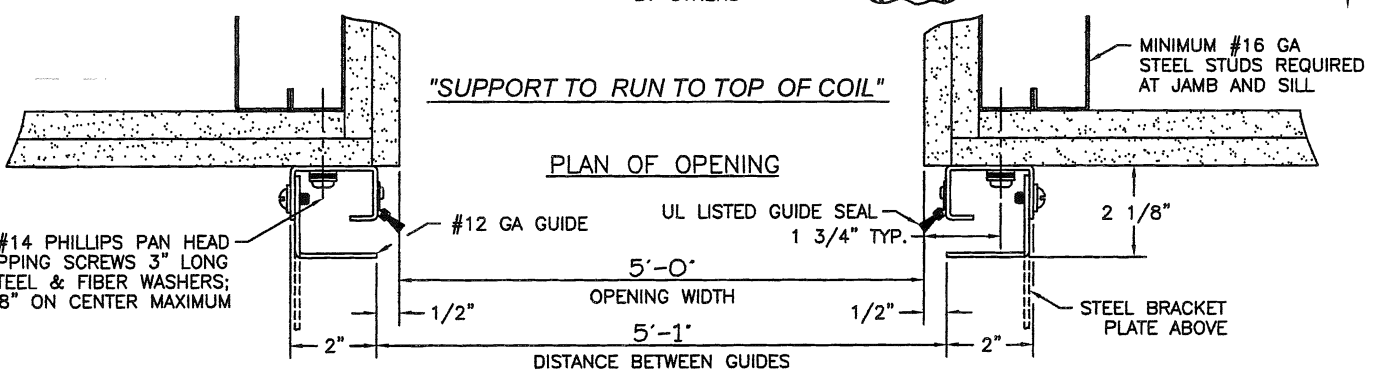 MINIMUM #16 GA
STEEL STUDS REQUIRED
AT JAMB AND SILL
"SUPPORT TO RUN TO TOP OF COIL"
PLAN OF OPENING
#12 GA GUIDE
UL LISTED GUIDE SEAL
1 3/4" TYP.
2 1/8"
#14 PHILLIPS PAN HEAD
PPING SCREWS 3" LONG
TEEL & FIBER WASHERS;
8" ON CENTER MAXIMUM
5'-0"
OPENING WIDTH
1/2"
1/2"
STEEL BRACKET
PLATE ABOVE
2"
5'-1"
2"
DISTANCE BETWEEN GUIDES